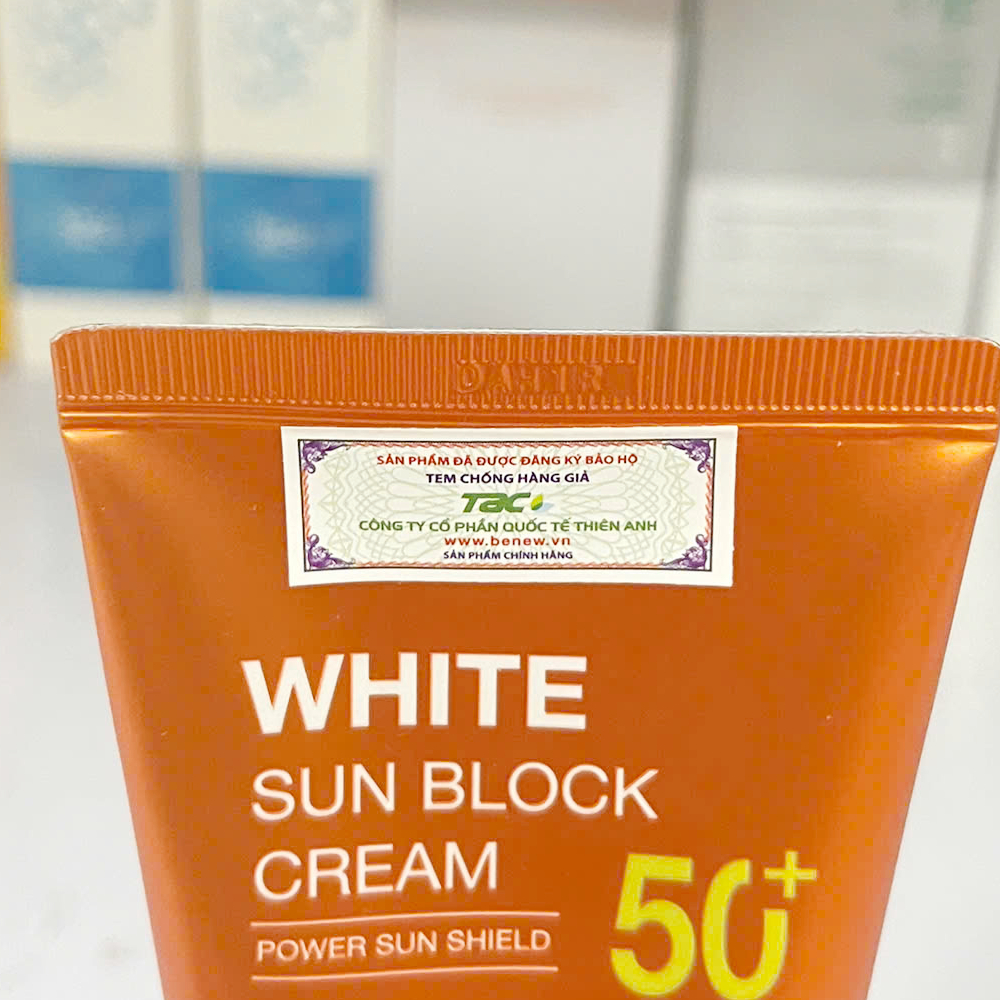 SẢN PHẨM ĐÃ ĐƯỢC ĐĂNG KÝ BẢO HỘ
TEM CHỐNG HÀNG GIẢ
TAC
CÔNG TY CỔ PHẦN QUỐC TẾ THIÊN ANH
www.benew.vn
SẢN PHẨM CHÍNH HÃNG
WHITE
SUN BLOCK
CREAM
POWER SUN SHIELD
50+